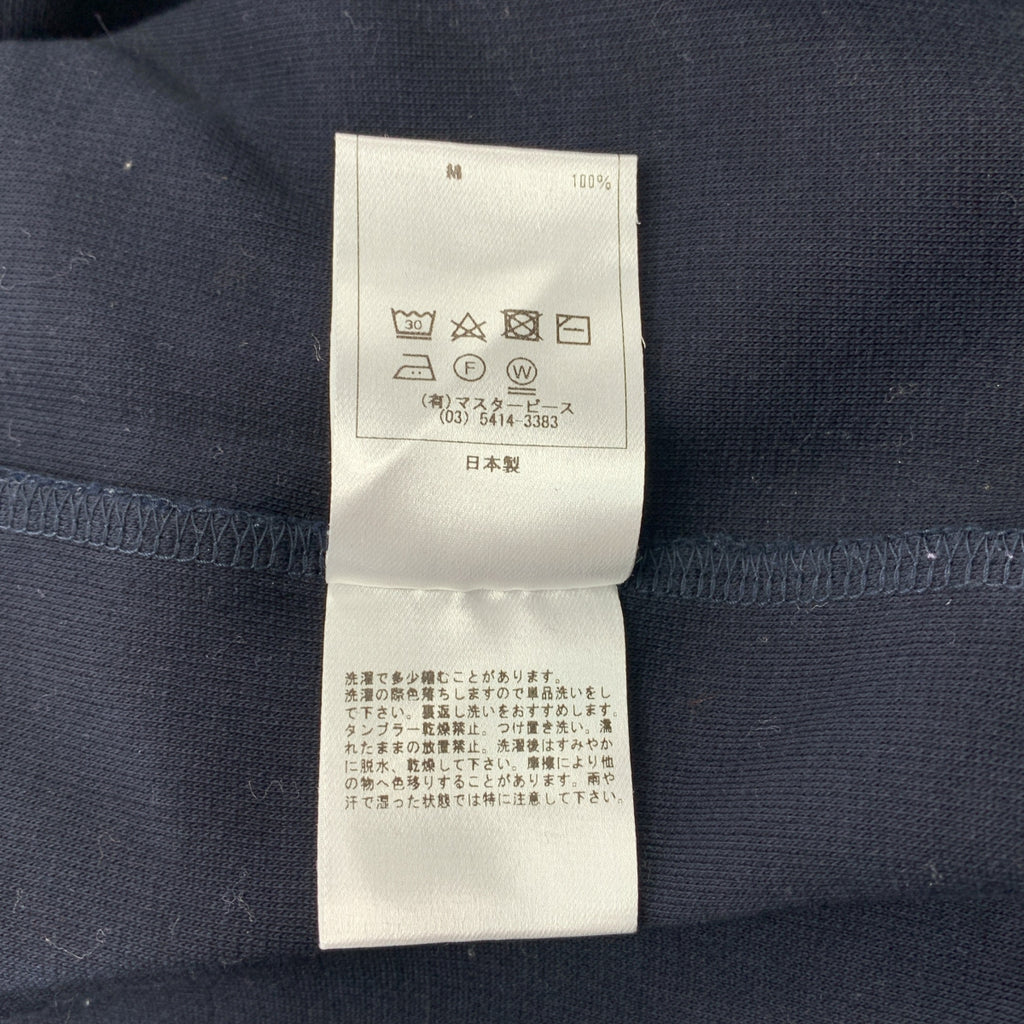 M 100%
30
F W
(有)マスターピース
(03) 5414-3383
日本製
洗濯で多少縮むことがあります。
洗濯の際色落ちしますので単品洗いをし
て下さい。裏返し洗いをおすすめします。
タンブラー乾燥禁止。つけ置き洗い。濡
れたままの放置禁止。洗濯後はすみやか
に脱水、乾燥して下さい。摩擦により他
の物へ色移りすることがあります。雨や
汗で湿った状態では特に注意して下さい。